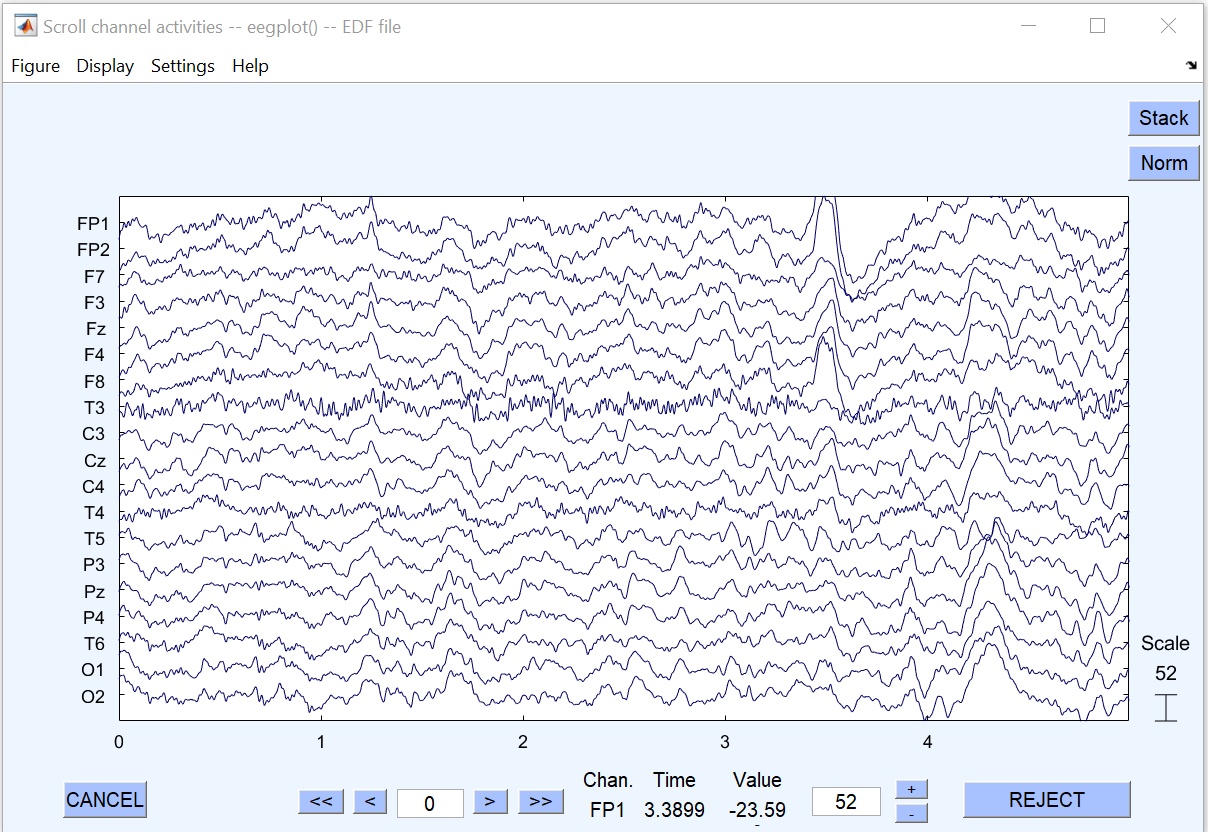 Scroll channel activities -- eegplot() -- EDF file
Figure Display Settings Help
Stack
Norm
FP1
FP2
F7
F3
Fz
F4
F8
T3
C3
Cz
C4
T4
T5
P3
Pz
P4
T6
O1
O2
Scale
52
0 1 2 3 4
Chan. Time Value
CANCEL << < 0 > >> FP1 3.3899 -23.59 52 + - REJECT